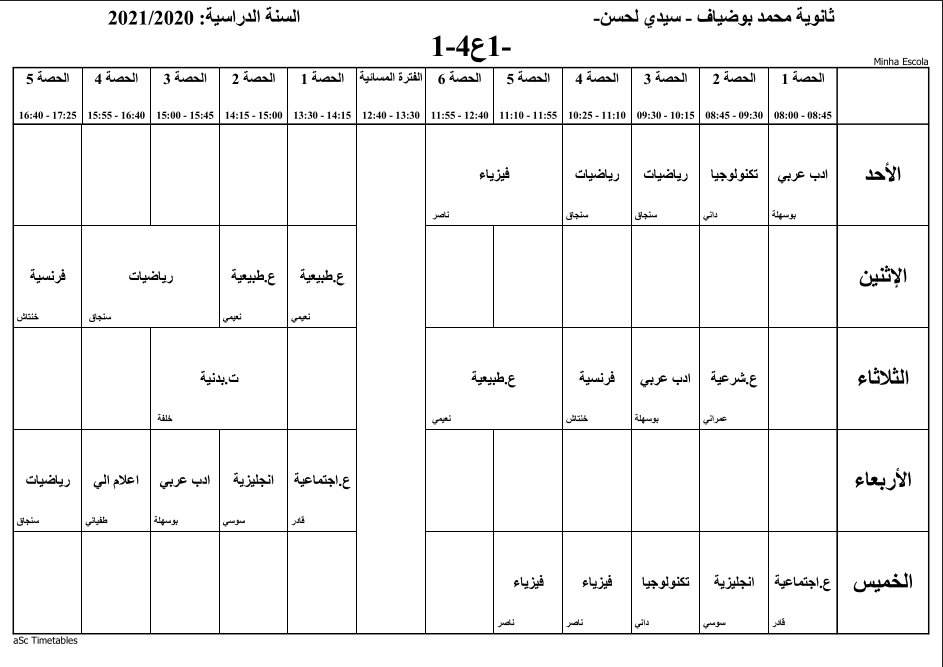 ثانوية محمد بوضياف - سيدي لحسن-
السنة الدراسية: 2021/2020
1-4ع1-
Minha Escola
الحصة 1 الحصة 2 الحصة 3 الحصة 4 الحصة 5 الحصة 6 الفترة المسائية الحصة 1 الحصة 2 الحصة 3 الحصة 4 الحصة 5
08:00 - 08:45 08:45 - 09:30 09:30 - 10:15 10:25 - 11:10 11:10 - 11:55 11:55 - 12:40 12:40 - 13:30 13:30 - 14:15 14:15 - 15:00 15:00 - 15:45 15:55 - 16:40 16:40 - 17:25
الأحد ادب عربي تكنولوجيا رياضيات رياضيات فيزياء
بوسهلة داني سنجاق سنجاق ناصر
الإثنين ع.طبيعية ع.طبيعية رياضيات فرنسية
نعيمي نعيمي سنجاق ختتاش
الثلاثاء ع.شرعية ادب عربي فرنسية ع.طبيعية ت.بدنية
عمراني بوسهلة ختتاش نعيمي خلفة
الأربعاء ع.اجتماعية انجليزية ادب عربي اعلام الي رياضيات
قادر سوسي بوسهلة طفياني سنجاق
الخميس ع.اجتماعية انجليزية تكنولوجيا فيزياء فيزياء
قادر سوسي داني ناصر ناصر
aSc Timetables